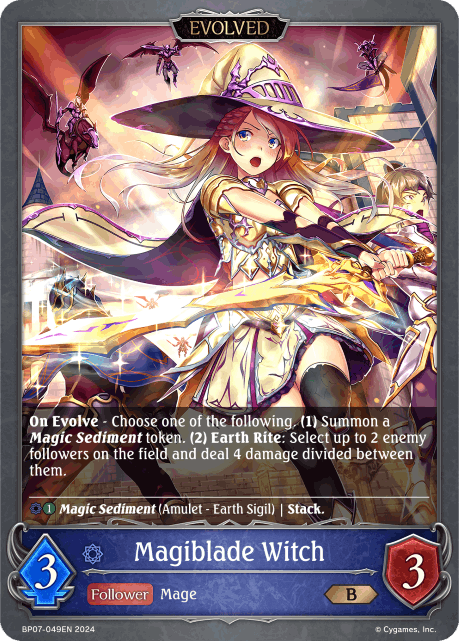 EVOLVED
On Evolve - Choose one of the following. (1) Summon a
Magic Sediment token. (2) Earth Rite: Select up to 2 enemy
followers on the field and deal 4 damage divided between
them.
1 Magic Sediment (Amulet - Earth Sigil) | Stack.
3
Magiblade Witch
3
Follower Mage
B
BP07-049EN 2024
© Cygames, Inc.